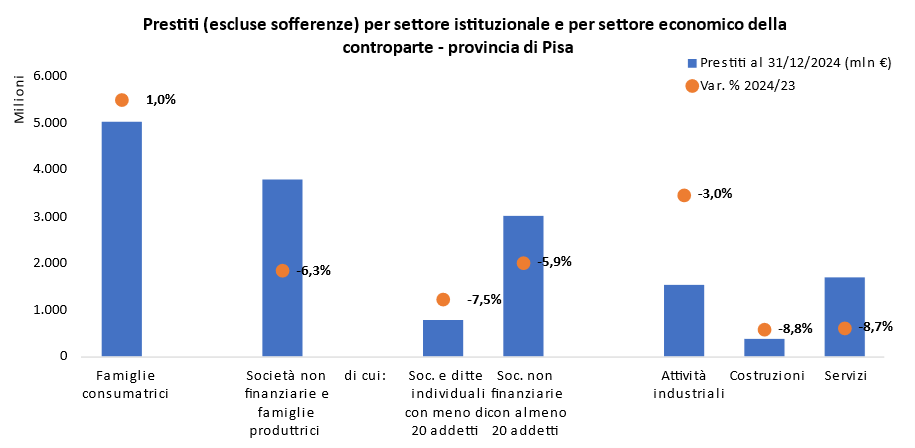 Prestiti (escluse sofferenze) per settore istituzionale e per settore economico della
controparte - provincia di Pisa
Prestiti al 31/12/2024 (mln €)
Var. % 2024/23
Milioni
6.000
5.000
4.000
3.000
2.000
1.000
0
1,0%
-6,3%
-7,5%
-5,9%
-3,0%
-8,8%
-8,7%
Famiglie
consumatrici
Società non
finanziarie e
famiglie
produttrici
di cui:
Soc. e ditte
individuali
con meno di
20 addetti
Soc. non
finanziarie
con almeno
20 addetti
Attività
industriali
Costruzioni
Servizi